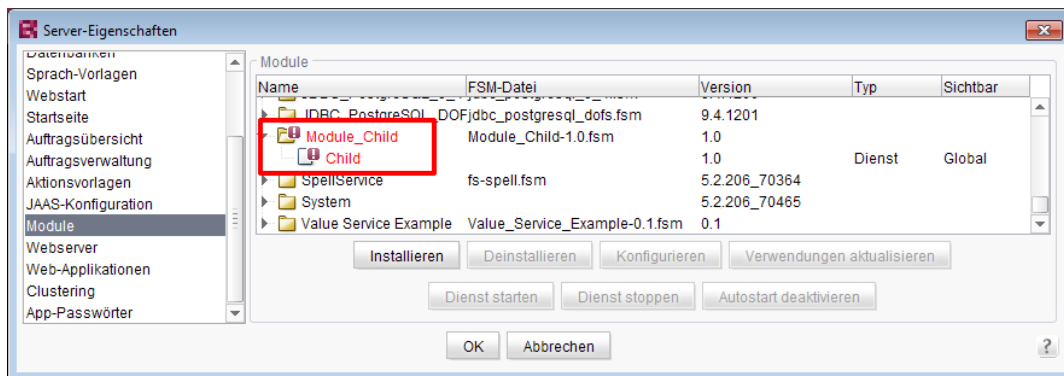 Server-Eigenschaften
Datenbanken
Sprach-Vorlagen
Webstart
Startseite
Auftragsübersicht
Auftragsverwaltung
Aktionsvorlagen
JAAS-Konfiguration
Module
Webserver
Web-Applikationen
Clustering
App-Passwörter
Module
Name FSM-Datei Version Typ Sichtbar
JDBC_PostgreSQL_DOF jdbc_postgresql_dofs.fsm 9.4.1201
Module_Child Module_Child-1.0.fsm 1.0
Child 1.0 Dienst Global
SpellService fs-spell.fsm 5.2.206_70364
System 5.2.206_70465
Value Service Example Value_Service_Example-0.1.fsm 0.1
Installieren Deinstallieren Konfigurieren Verwendungen aktualisieren
Dienst starten Dienst stoppen Autostart deaktivieren
OK Abbrechen ?